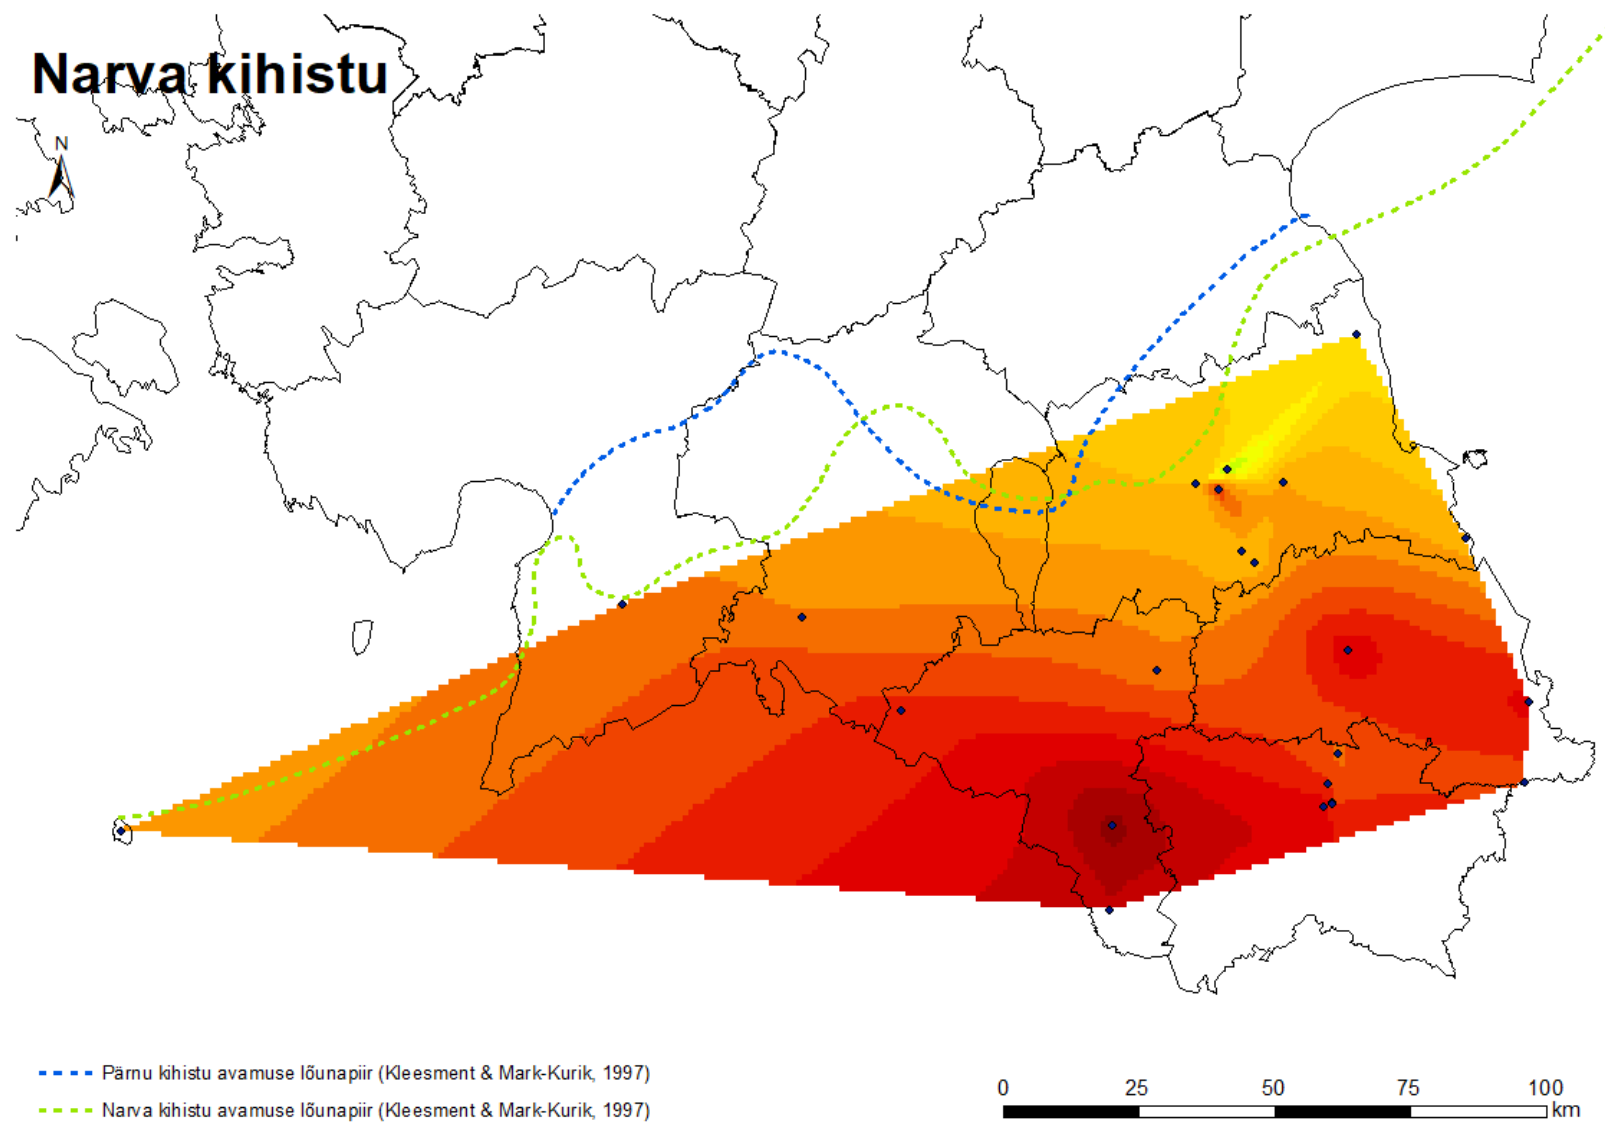 Narva kihistu
N
Pärnu kihistu avamuse lõunapiir (Kleesment & Mark-Kurik, 1997)
Narva kihistu avamuse lõunapiir (Kleesment & Mark-Kurik, 1997)
0 25 50 75 100
km